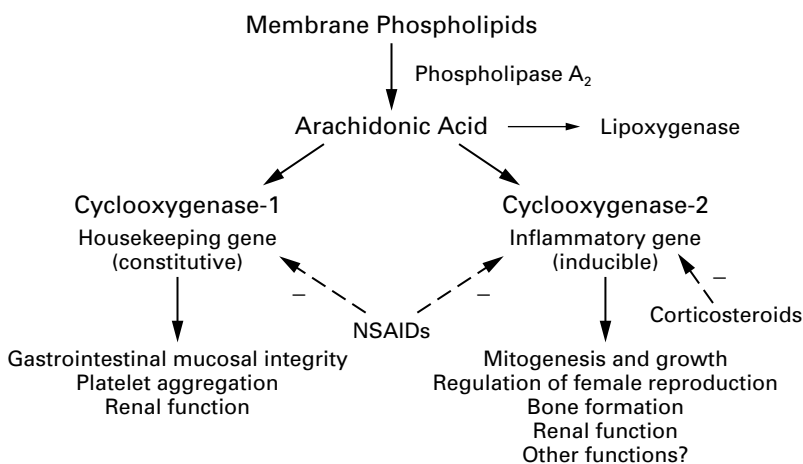 Membrane Phospholipids
Phospholipase A₂
Arachidonic Acid
Lipoxygenase
Cyclooxygenase-1
Housekeeping gene
(constitutive)
Cyclooxygenase-2
Inflammatory gene
(inducible)
–
–
–
NSAIDs
Corticosteroids
Gastrointestinal mucosal integrity
Platelet aggregation
Renal function
Mitogenesis and growth
Regulation of female reproduction
Bone formation
Renal function
Other functions?